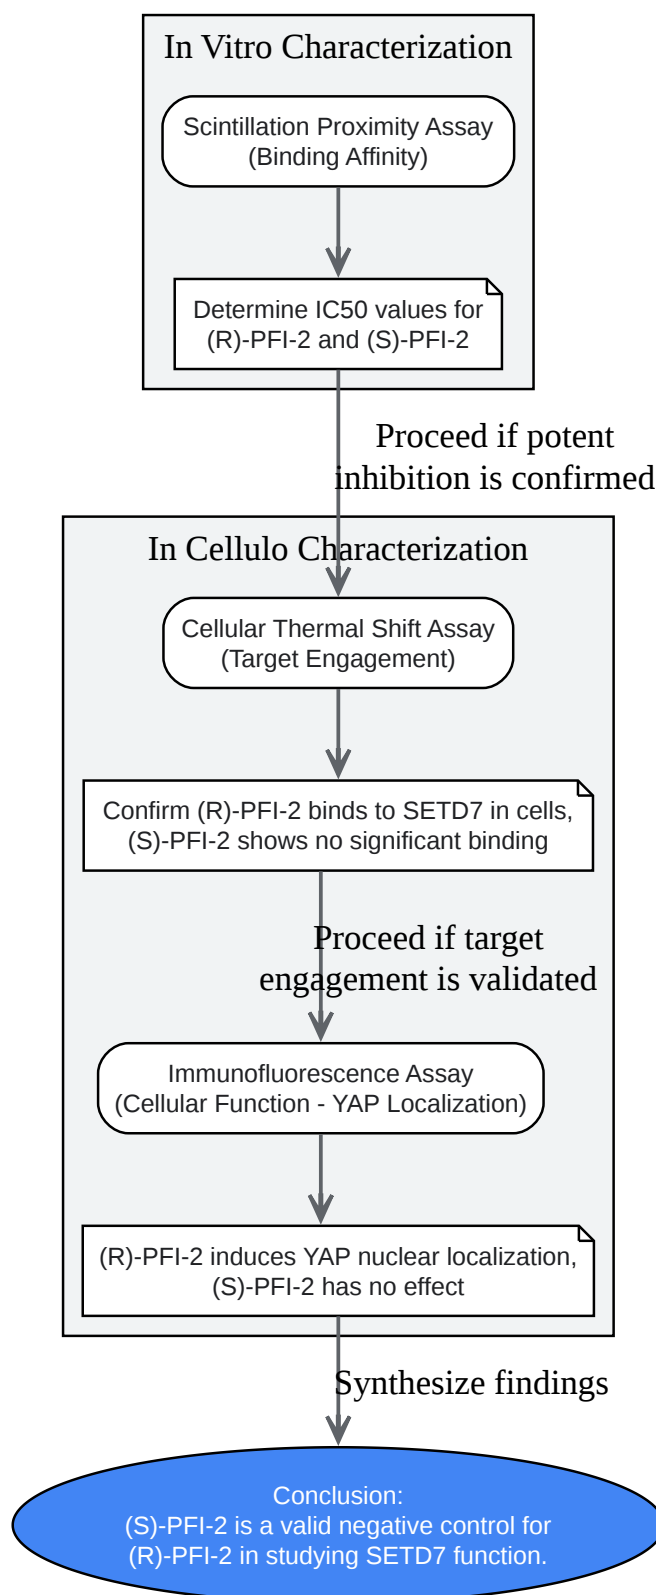 In Vitro Characterization
Scintillation Proximity Assay
(Binding Affinity)
Determine IC50 values for
(R)-PFI-2 and (S)-PFI-2
Proceed if potent
inhibition is confirmed
In Cellulo Characterization
Cellular Thermal Shift Assay
(Target Engagement)
Confirm (R)-PFI-2 binds to SETD7 in cells,
(S)-PFI-2 shows no significant binding
Proceed if target
engagement is validated
Immunofluorescence Assay
(Cellular Function - YAP Localization)
(R)-PFI-2 induces YAP nuclear localization,
(S)-PFI-2 has no effect
Synthesize findings
Conclusion:
(S)-PFI-2 is a valid negative control for
(R)-PFI-2 in studying SETD7 function.